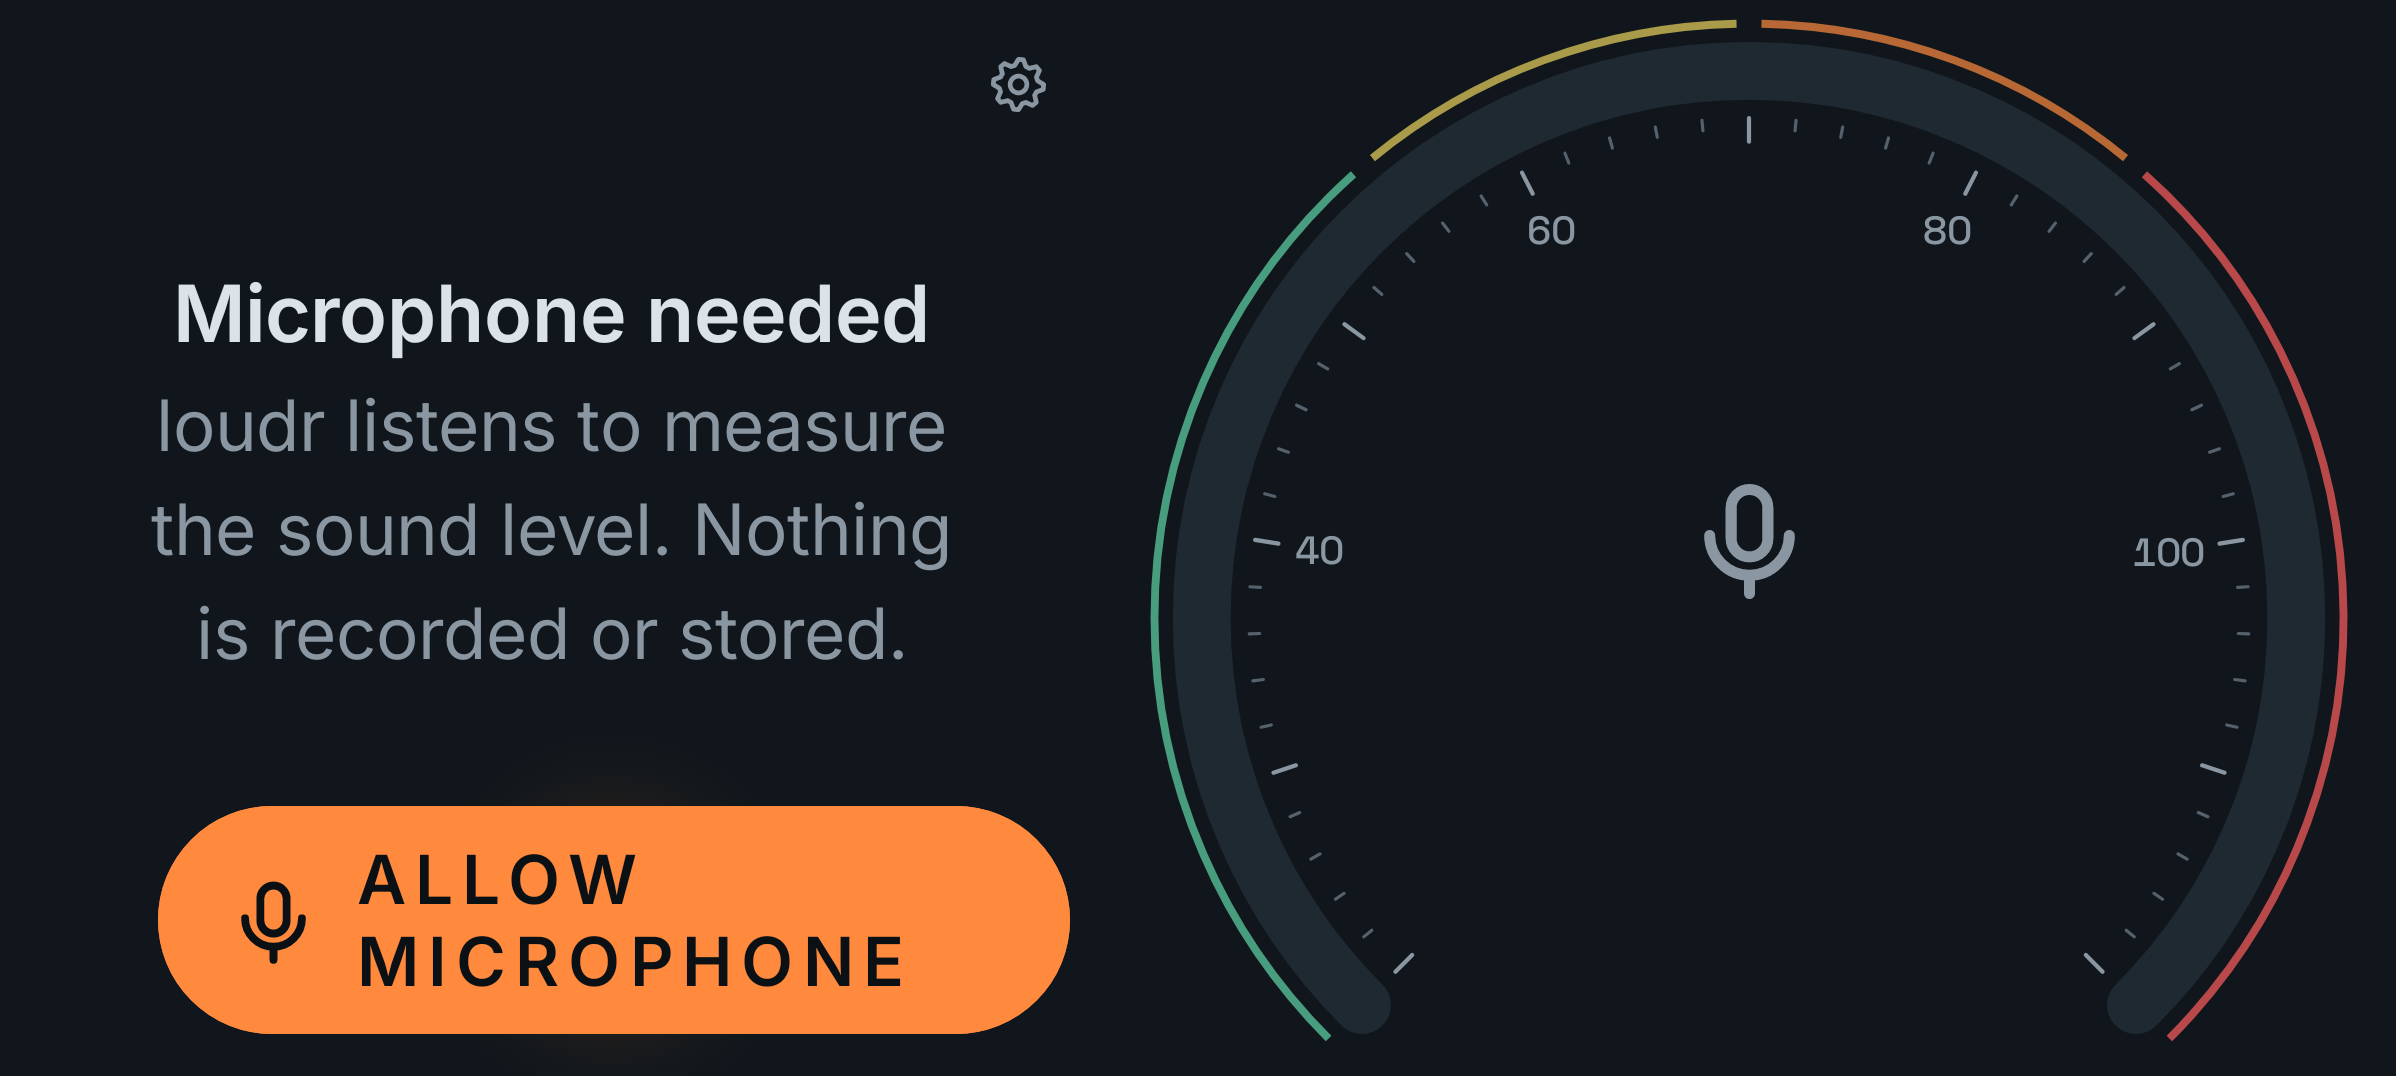 Microphone needed
loudr listens to measure
the sound level. Nothing
is recorded or stored.
ALLOW
MICROPHONE
60
80
40
100